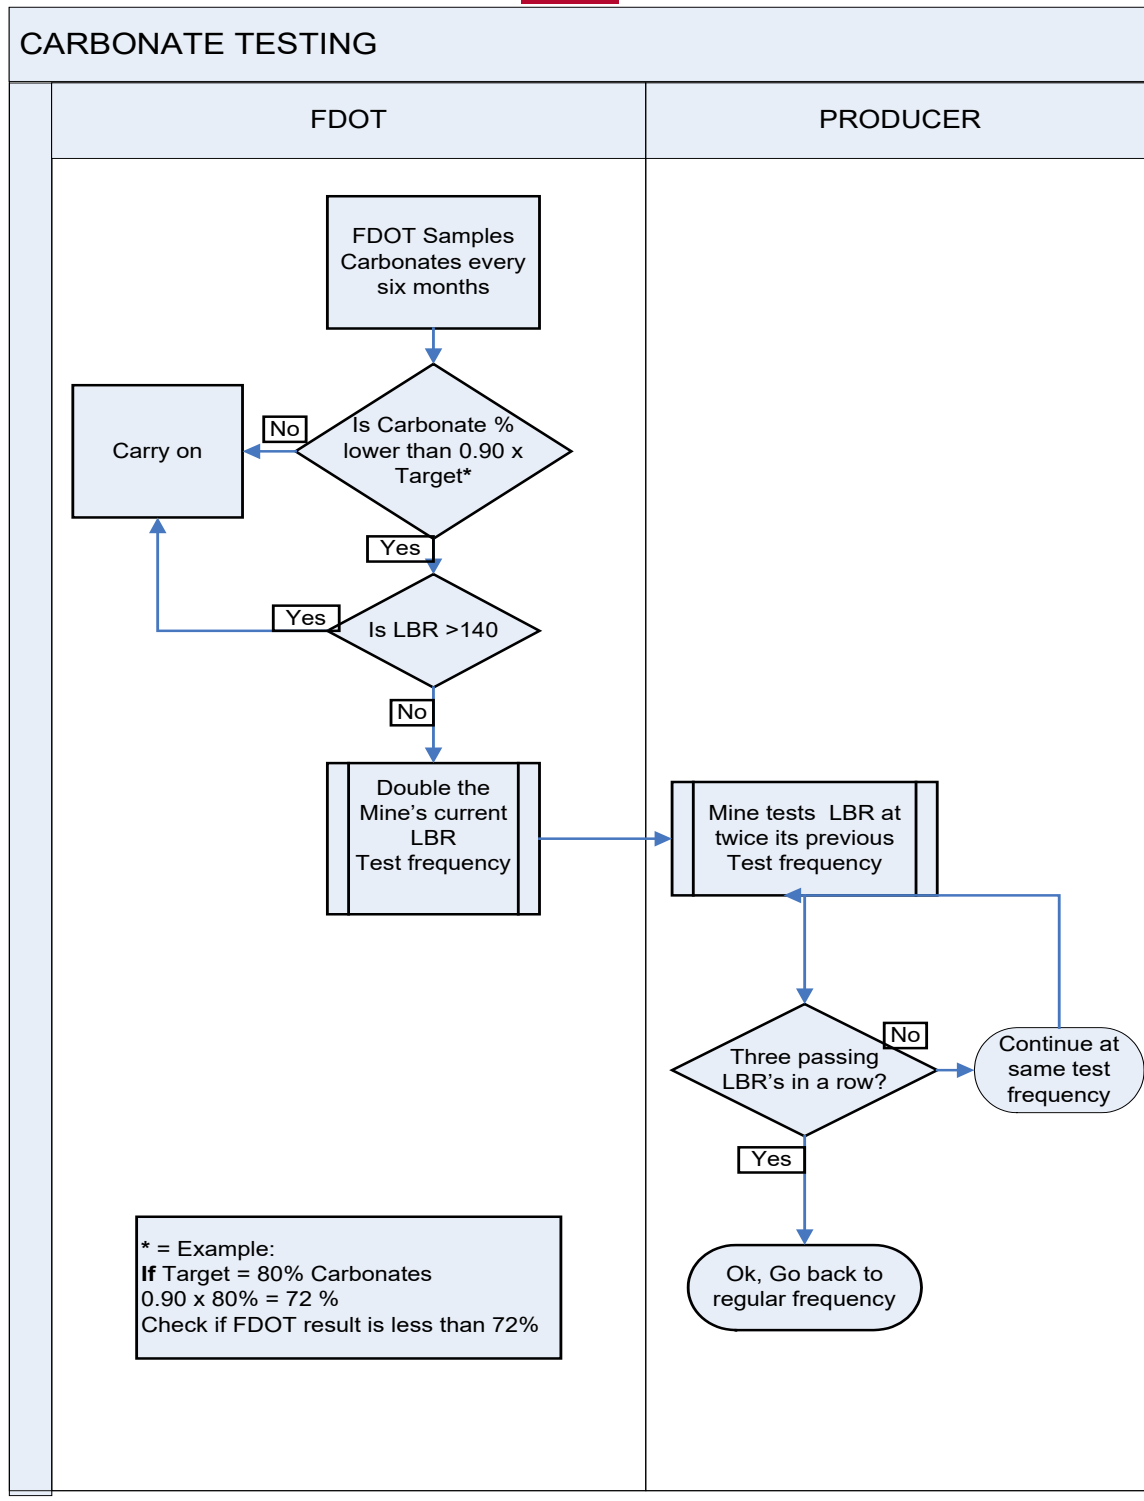 CARBONATE TESTING
FDOT
PRODUCER
FDOT Samples
Carbonates every
six months
Is Carbonate %
lower than 0.90 x
Target*
No
Carry on
Yes
Is LBR >140
Yes
No
Double the
Mine's current
LBR
Test frequency
Mine tests  LBR at
twice its previous
Test frequency
Three passing
LBR's in a row?
No
Continue at
same test
frequency
Yes
Ok, Go back to
regular frequency
* = Example:
If Target = 80% Carbonates
0.90 x 80% = 72 %
Check if FDOT result is less than 72%